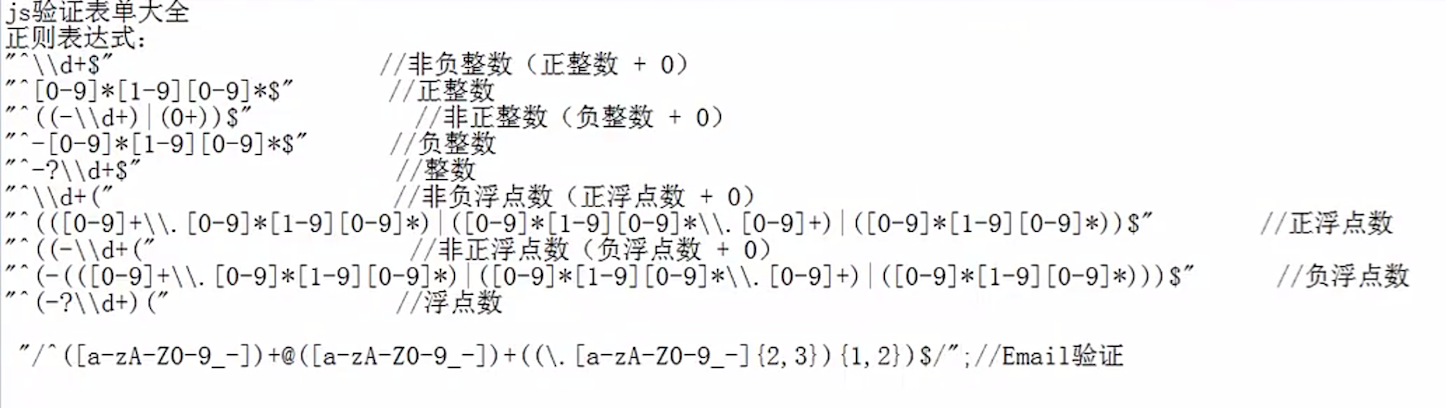 js验证表单大全
正则表达式：
"^\\d+$"                    //非负整数（正整数 + 0）
"^[0-9]*[1-9][0-9]*$"       //正整数
"^((-\\d+)|(0+))$"            //非正整数（负整数 + 0）
"^-[0-9]*[1-9][0-9]*$"      //负整数
"^-?\\d+$"                   //整数
"^\\d+("                     //非负浮点数（正浮点数 + 0）
"^(([0-9]+\\.[0-9]*[1-9][0-9]*)|([0-9]*[1-9][0-9]*\\.[0-9]+)|([0-9]*[1-9][0-9]*))$"        //正浮点数
"^((-\\d+("                   //非正浮点数（负浮点数 + 0）
"^(-(([0-9]+\\.[0-9]*[1-9][0-9]*)|([0-9]*[1-9][0-9]*\\.[0-9]+)|([0-9]*[1-9][0-9]*)))$"      //负浮点数
"^(-?\\d+)("                 //浮点数
"/^([a-zA-Z0-9_-])+@([a-zA-Z0-9_-])+((\.[a-zA-Z0-9_-]{2,3}){1,2})$/";//Email验证